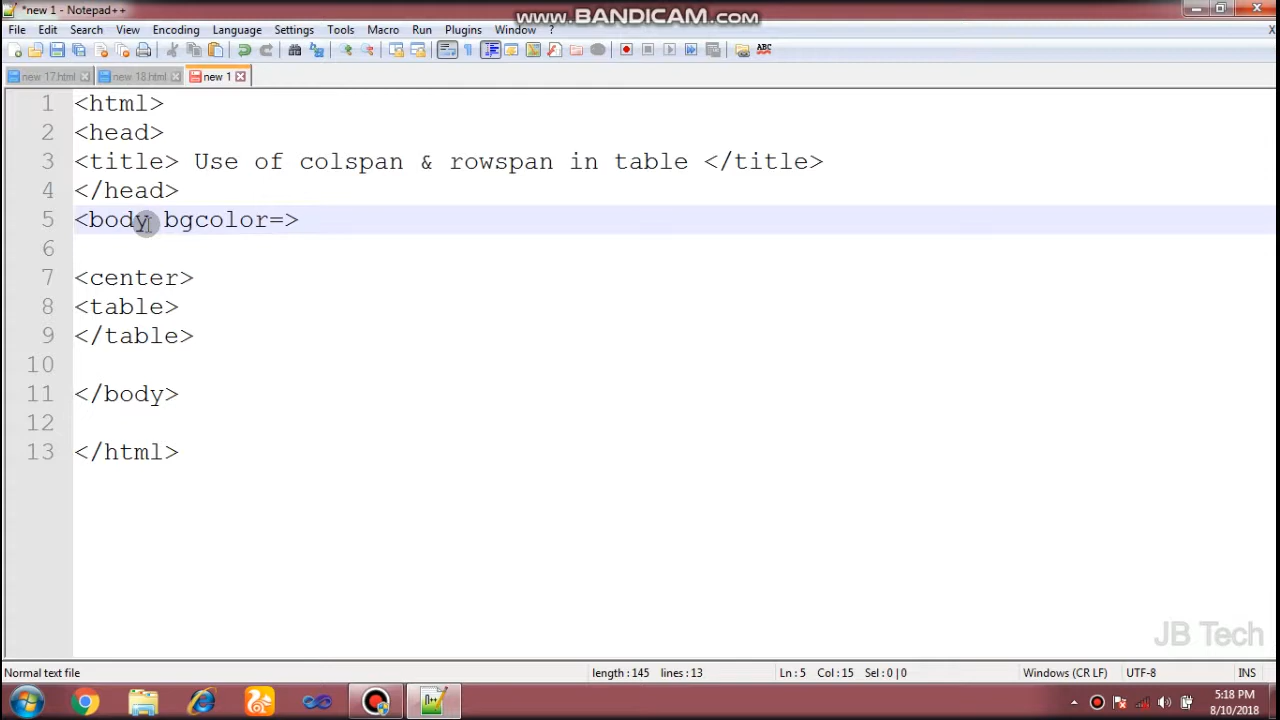 *new 1 - Notepad++
www.BANDICAM.com
File Edit Search View Encoding Language Settings Tools Macro Run Plugins Window ?
new 17.html new 18.html new 1
1 <html>
2 <head>
3 <title> Use of colspan & rowspan in table </title>
4 </head>
5 <body bgcolor=>
6
7 <center>
8 <table>
9 </table>
10
11 </body>
12
13 </html>
JB Tech
Normal text file length : 145 lines : 13 Ln : 5 Col : 15 Sel : 0 | 0 Windows (CR LF) UTF-8 INS
5:18 PM
8/10/2018